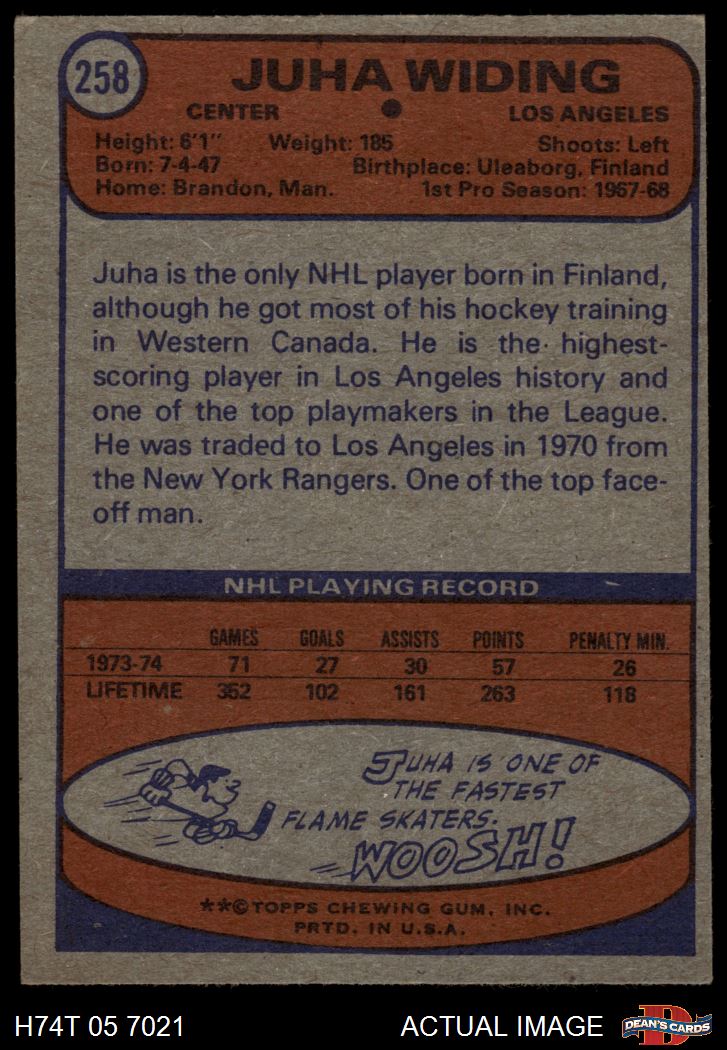 258
JUHA WIDING
CENTER LOS ANGELES
Height: 6'1" Weight: 185 Shoots: Left
Born: 7-4-47 Birthplace: Uleaborg, Finland
Home: Brandon, Man. 1st Pro Season: 1967-68
Juha is the only NHL player born in Finland,
although he got most of his hockey training
in Western Canada. He is the highest-
scoring player in Los Angeles history and
one of the top playmakers in the League.
He was traded to Los Angeles in 1970 from
the New York Rangers. One of the top face-
off man.
NHL PLAYING RECORD
GAMES GOALS ASSISTS POINTS PENALTY MIN.
1973-74 71 27 30 57 26
LIFETIME 352 102 161 263 118
JUHA IS ONE OF
THE FASTEST
FLAME SKATERS.
WOOSH!
**©TOPPS CHEWING GUM, INC.
PRTD. IN U.S.A.
H74T 05 7021 ACTUAL IMAGE D DEAN'S CARDS